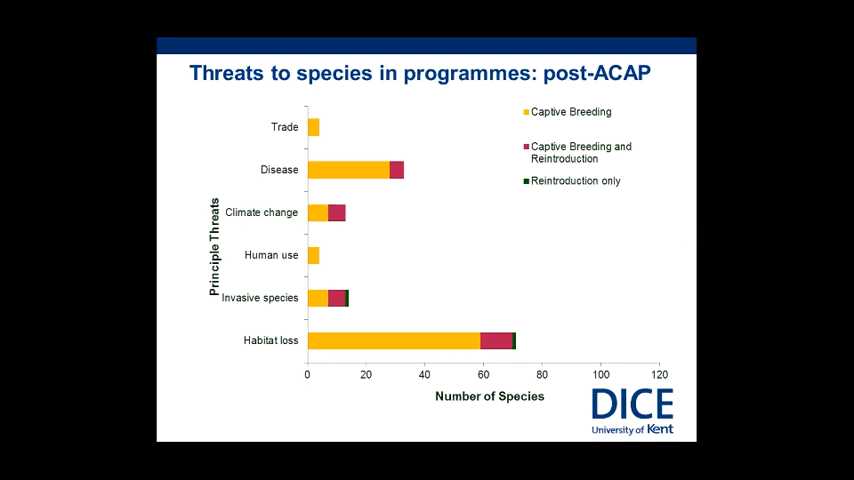 Threats to species in programmes: post-ACAP
Captive Breeding
Captive Breeding and
Reintroduction
Reintroduction only
Principle Threats
Trade
Disease
Climate change
Human use
Invasive species
Habitat loss
0 20 40 60 80 100 120
Number of Species
DICE
University of Kent